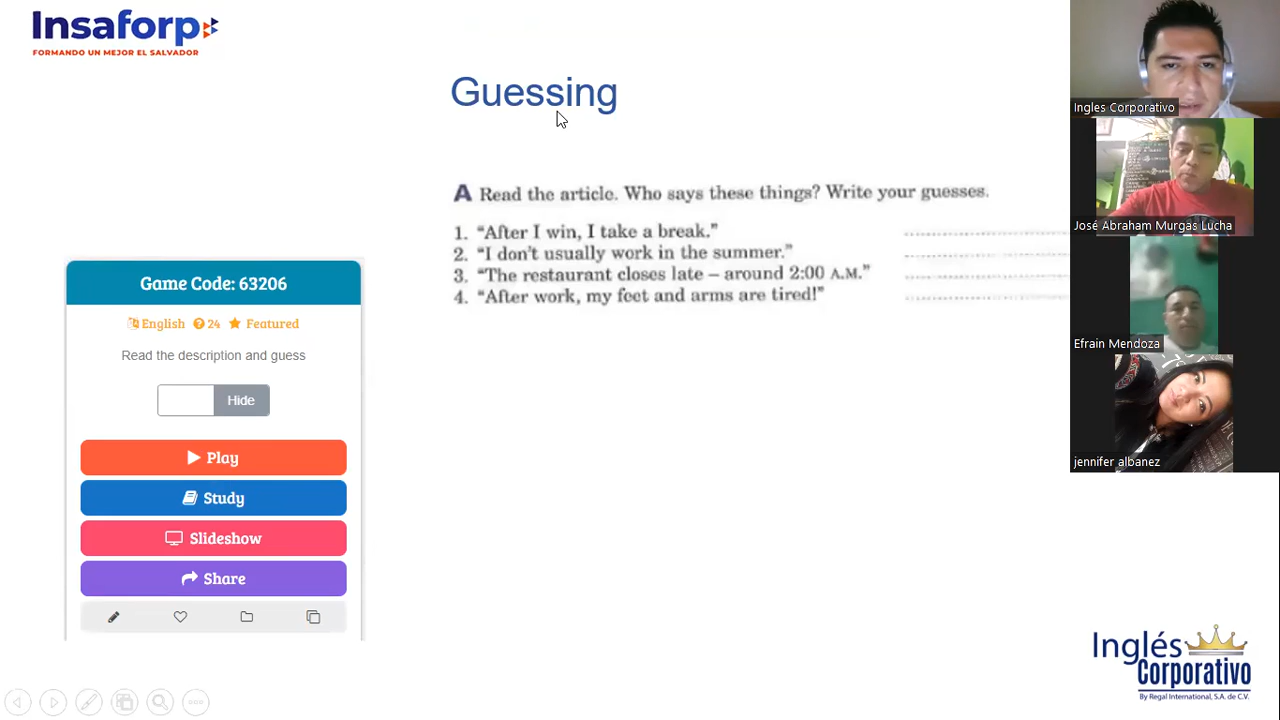 Insaforp
FORMANDO UN MEJOR EL SALVADOR
Guessing
A Read the article. Who says these things? Write your guesses.
1. “After I win, I take a break.”
2. “I don’t usually work in the summer.”
3. “The restaurant closes late – around 2:00 A.M.”
4. “After work, my feet and arms are tired!”
Game Code: 63206
English 24 Featured
Read the description and guess
Hide
Play
Study
Slideshow
Share
Ingles Corporativo
José Abraham Murgas Lucha
Efrain Mendoza
jennifer albanez
Inglés
Corporativo
By Regal International, S.A. de C.V.